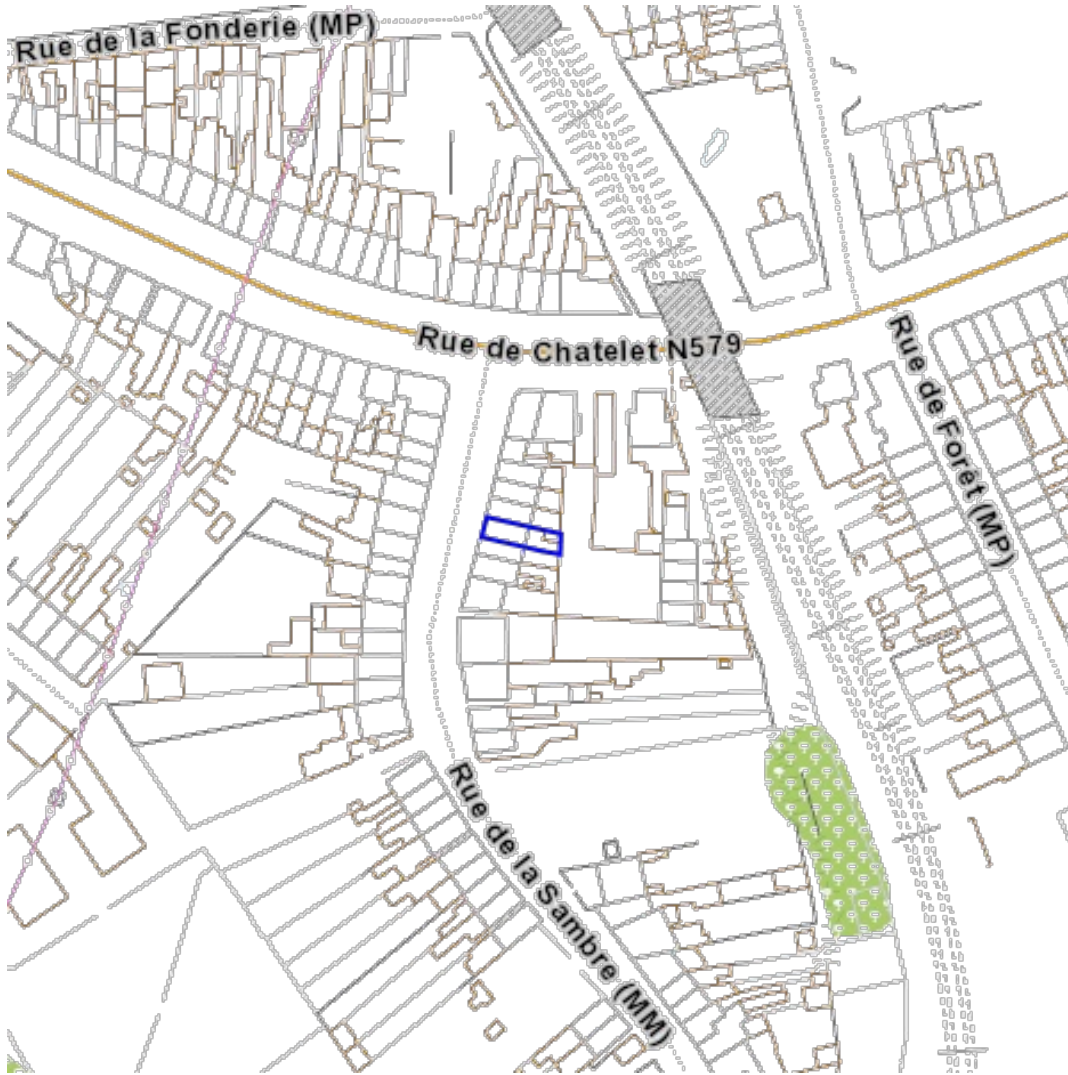 Rue de la Fonderie (MP)
Rue de Chatelet N579
Rue de Forêt (MP)
Rue de la Sambre (MM)